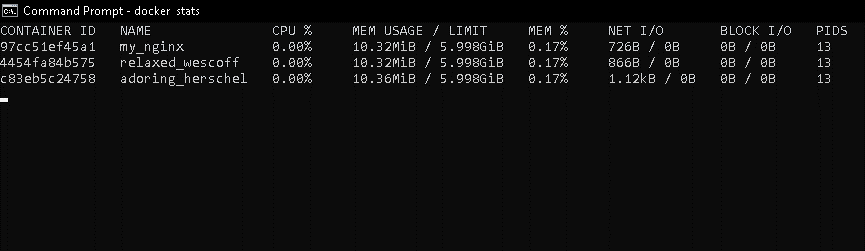 Command Prompt - docker stats
CONTAINER ID NAME CPU % MEM USAGE / LIMIT MEM % NET I/O BLOCK I/O PIDS
97cc51ef45a1 my_nginx 0.00% 10.32MiB / 5.998GiB 0.17% 726B / 0B 0B / 0B 13
4454fa84b575 relaxed_wescoff 0.00% 10.32MiB / 5.998GiB 0.17% 866B / 0B 0B / 0B 13
c83eb5c24758 adoring_herschel 0.00% 10.36MiB / 5.998GiB 0.17% 1.12kB / 0B 0B / 0B 13